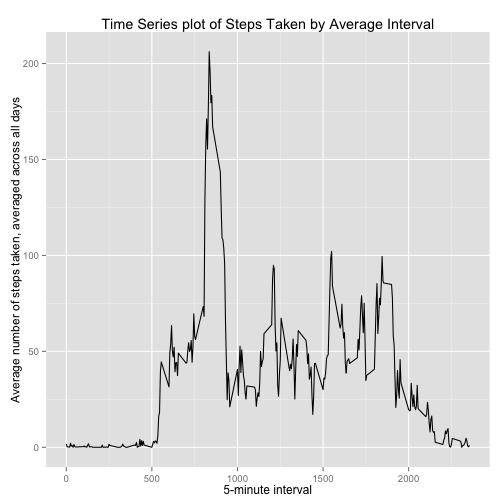 Time Series plot of Steps Taken by Average Interval
Average number of steps taken, averaged across all days
200
150
100
50
0
0 500 1000 1500 2000
5-minute interval